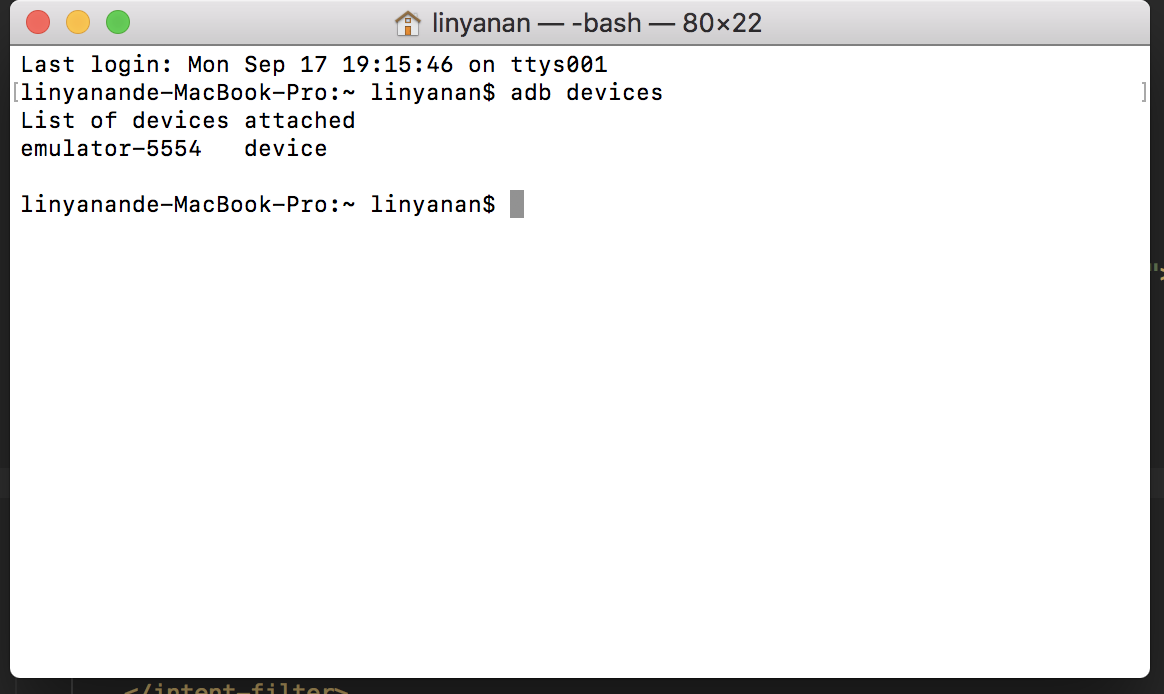 linyanan — -bash — 80×22
Last login: Mon Sep 17 19:15:46 on ttys001
[linyanande-MacBook-Pro:~ linyanan$ adb devices ]
List of devices attached
emulator-5554 device
linyanande-MacBook-Pro:~ linyanan$
">
</intent-filter>